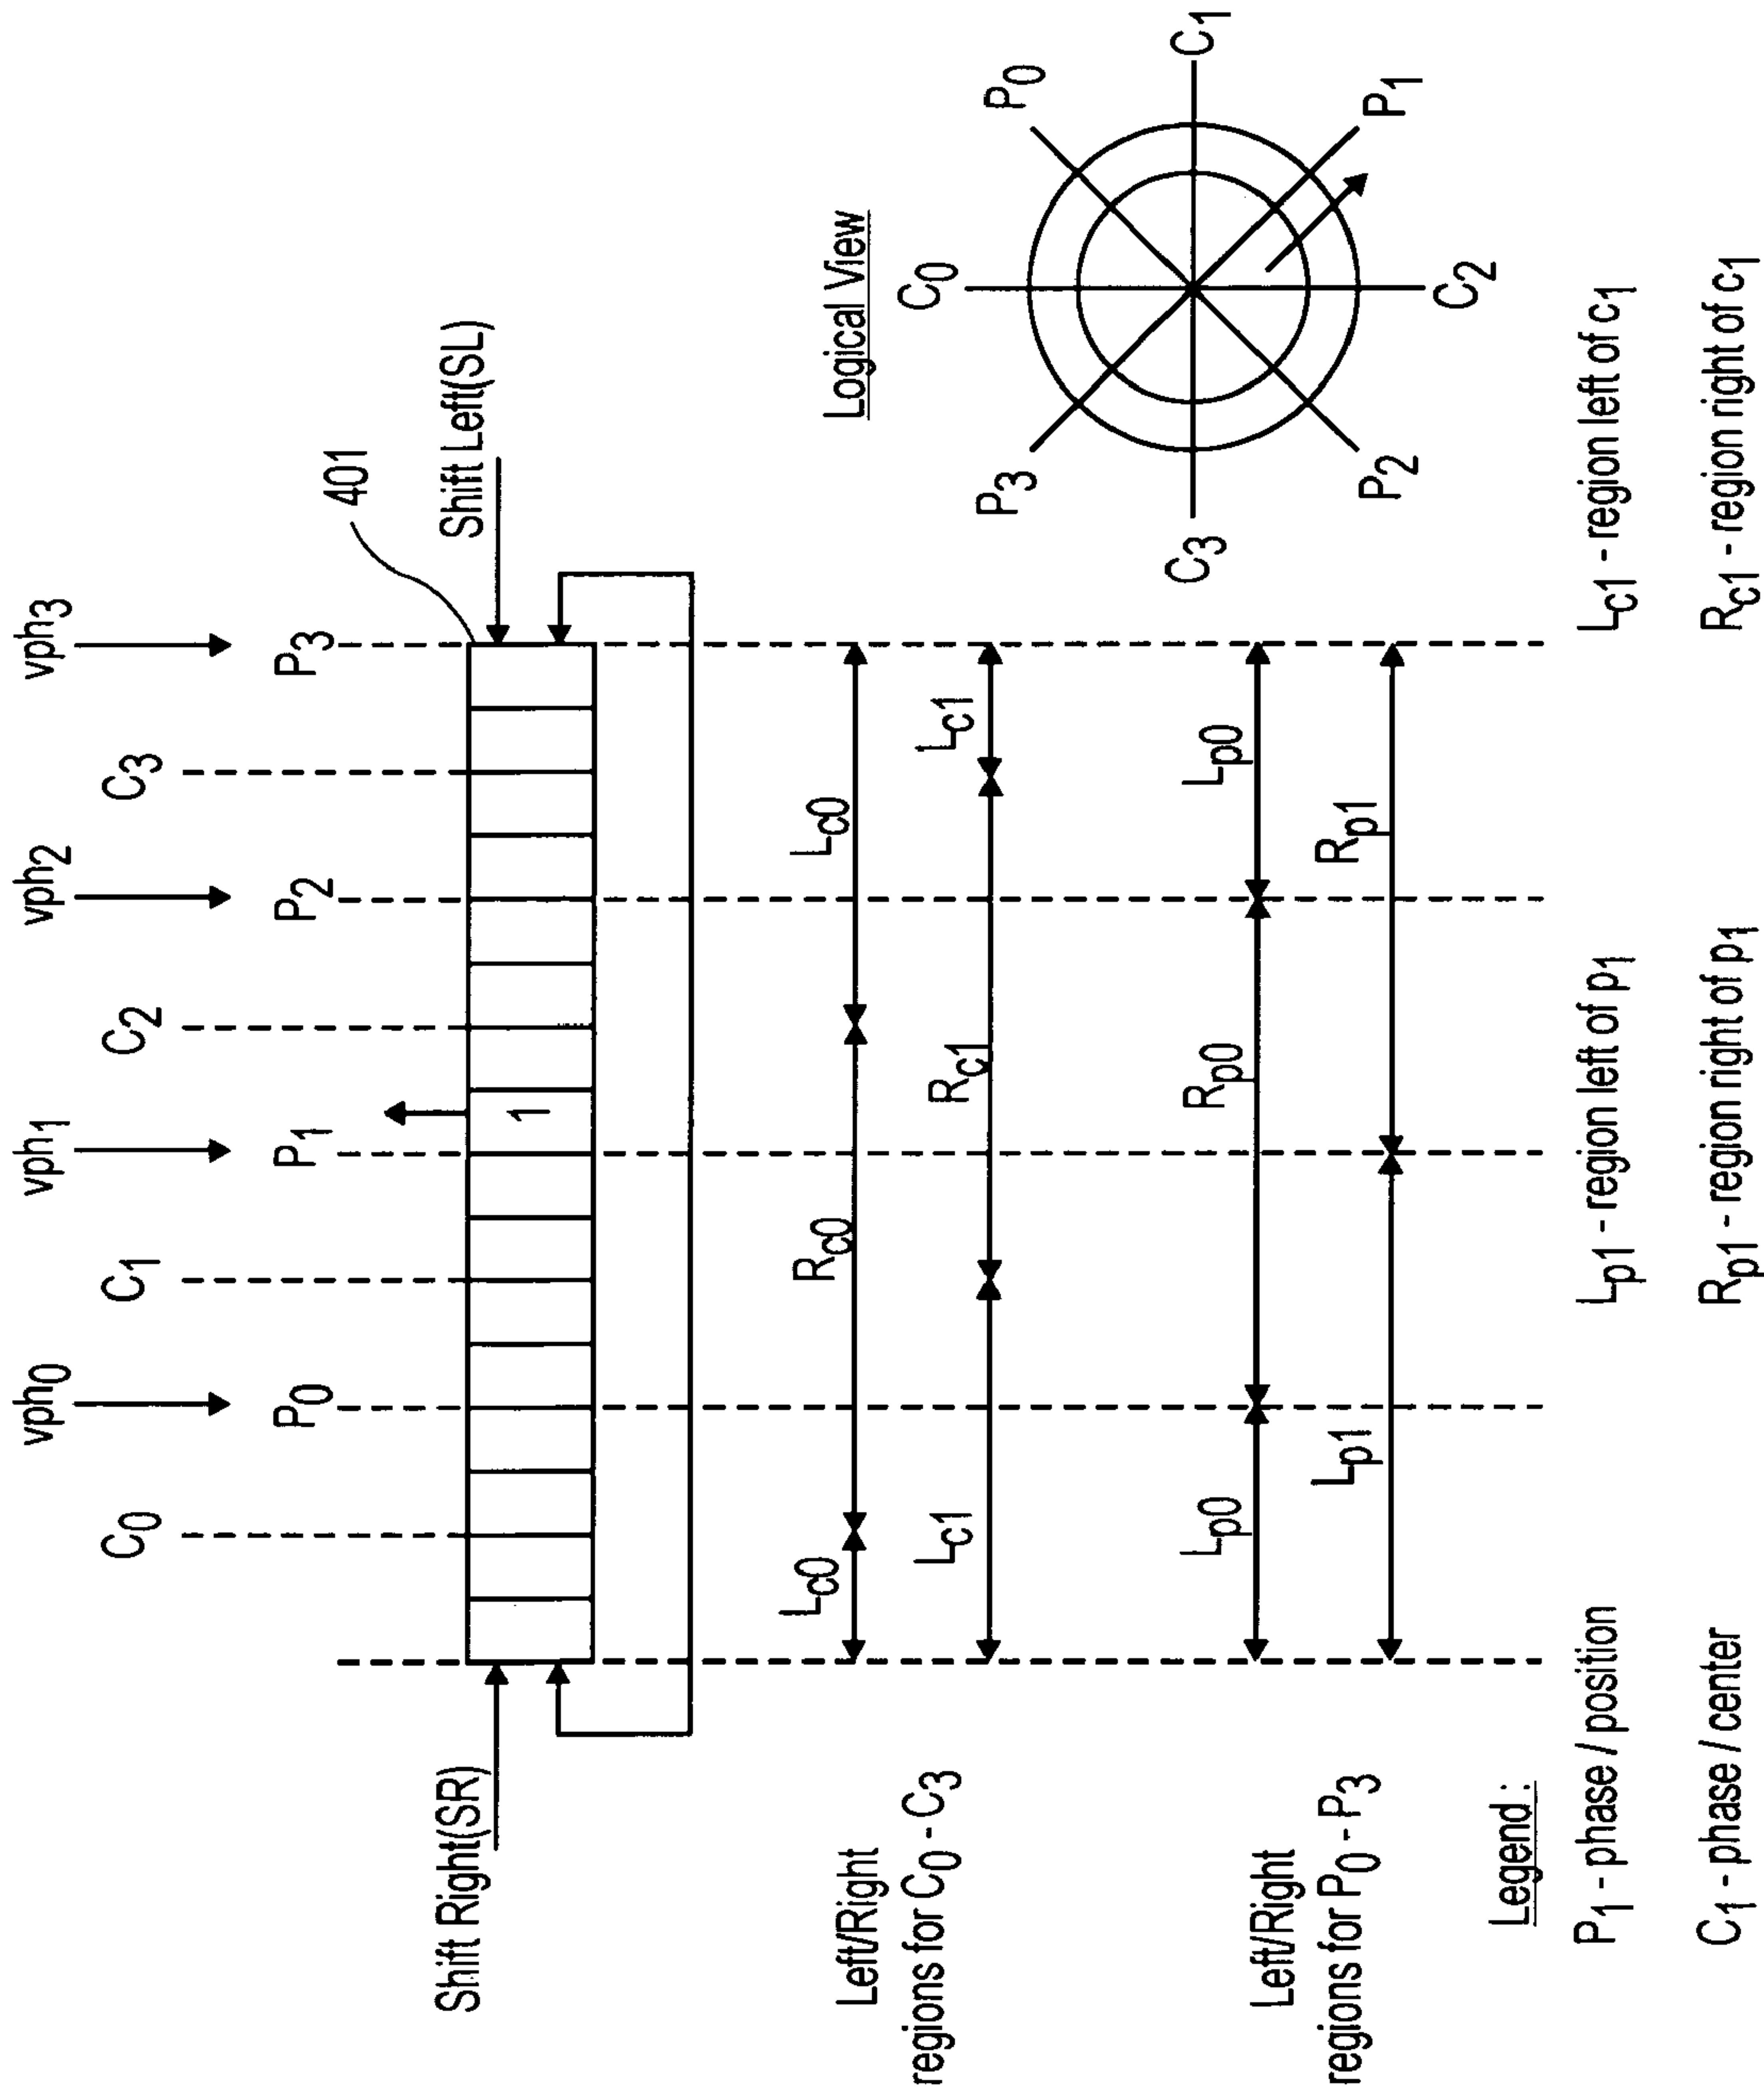 vph0 vph1 vph2 vph3
C0 C1 C2 C3
P0 P1 P2 P3
401
Shift Right(SR)
1
Shift Left(SL)
Left/Right
regions for C0 - C3
Lc0 Rc0 Lc0
Lc1 Rc1 Lc1
Left/Right
regions for P0 - P3
Lp0 Rp0 Lp0
Lp1 Rp1
Logical View
C0
P3 P0
C3 C1
P2 P1
C2
Legend :
P1 - phase / position
Lp1 - region left of p1
Lc1 - region left of c1
C1 - phase / center
Rp1 - region right of p1
Rc1 - region right of c1